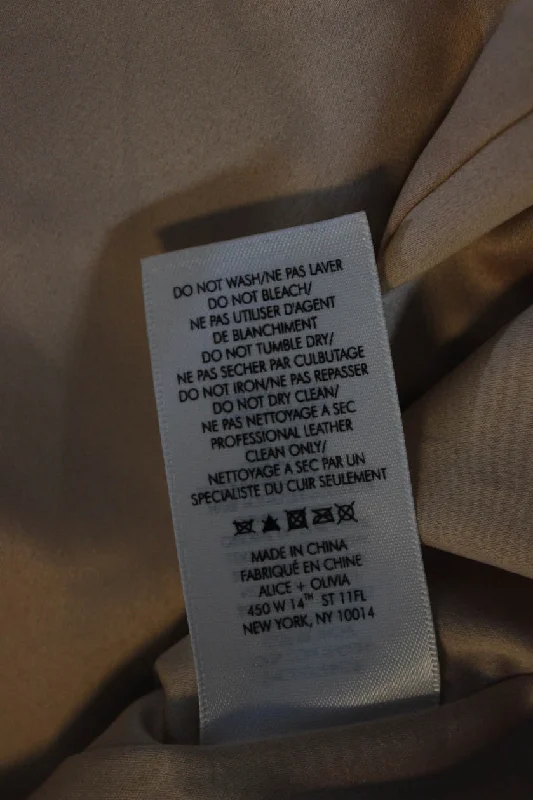 DO NOT WASH/NE PAS LAVER
DO NOT BLEACH/
NE PAS UTILISER D'AGENT
DE BLANCHIMENT
DO NOT TUMBLE DRY/
NE PAS SECHER PAR CULBUTAGE
DO NOT IRON/NE PAS REPASSER
DO NOT DRY CLEAN/
NE PAS NETTOYAGE A SEC
PROFESSIONAL LEATHER
CLEAN ONLY/
NETTOYAGE A SEC PAR UN
SPECIALISTE DU CUIR SEULEMENT
MADE IN CHINA
FABRIQUÉ EN CHINE
ALICE + OLIVIA
450 W 14TH ST 11FL
NEW YORK, NY 10014